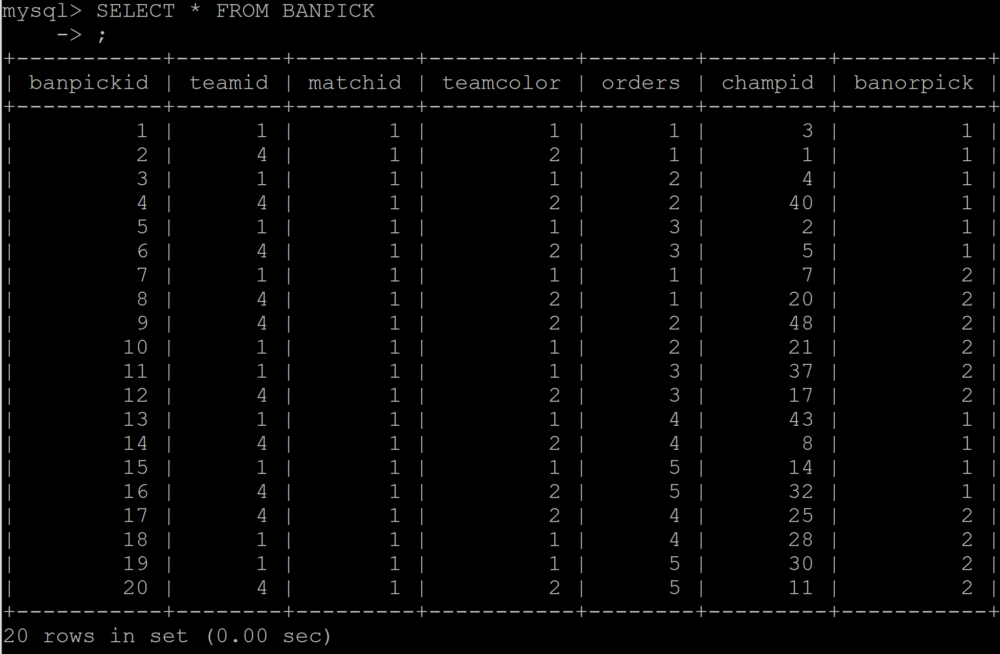 mysql> SELECT * FROM BANPICK
    -> ;
+-----------+--------+---------+-----------+--------+---------+-----------+
| banpickid | teamid | matchid | teamcolor | orders | champid | banorpick |
+-----------+--------+---------+-----------+--------+---------+-----------+
|         1 |      1 |       1 |         1 |      1 |       3 |         1 |
|         2 |      4 |       1 |         2 |      1 |       1 |         1 |
|         3 |      1 |       1 |         1 |      2 |       4 |         1 |
|         4 |      4 |       1 |         2 |      2 |      40 |         1 |
|         5 |      1 |       1 |         1 |      3 |       2 |         1 |
|         6 |      4 |       1 |         2 |      3 |       5 |         1 |
|         7 |      1 |       1 |         1 |      1 |       7 |         2 |
|         8 |      4 |       1 |         2 |      1 |      20 |         2 |
|         9 |      4 |       1 |         2 |      2 |      48 |         2 |
|        10 |      1 |       1 |         1 |      2 |      21 |         2 |
|        11 |      1 |       1 |         1 |      3 |      37 |         2 |
|        12 |      4 |       1 |         2 |      3 |      17 |         2 |
|        13 |      1 |       1 |         1 |      4 |      43 |         1 |
|        14 |      4 |       1 |         2 |      4 |       8 |         1 |
|        15 |      1 |       1 |         1 |      5 |      14 |         1 |
|        16 |      4 |       1 |         2 |      5 |      32 |         1 |
|        17 |      4 |       1 |         2 |      4 |      25 |         2 |
|        18 |      1 |       1 |         1 |      4 |      28 |         2 |
|        19 |      1 |       1 |         1 |      5 |      30 |         2 |
|        20 |      4 |       1 |         2 |      5 |      11 |         2 |
+-----------+--------+---------+-----------+--------+---------+-----------+
20 rows in set (0.00 sec)